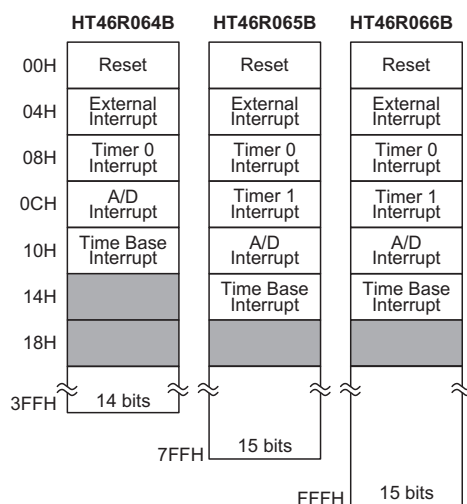 HT46R064B HT46R065B HT46R066B
00H Reset Reset Reset
04H External Interrupt External Interrupt External Interrupt
08H Timer 0 Interrupt Timer 0 Interrupt Timer 0 Interrupt
0CH A/D Interrupt Timer 1 Interrupt Timer 1 Interrupt
10H Time Base Interrupt A/D Interrupt A/D Interrupt
14H Time Base Interrupt Time Base Interrupt
18H
3FFH 14 bits
7FFH 15 bits
FFFH 15 bits